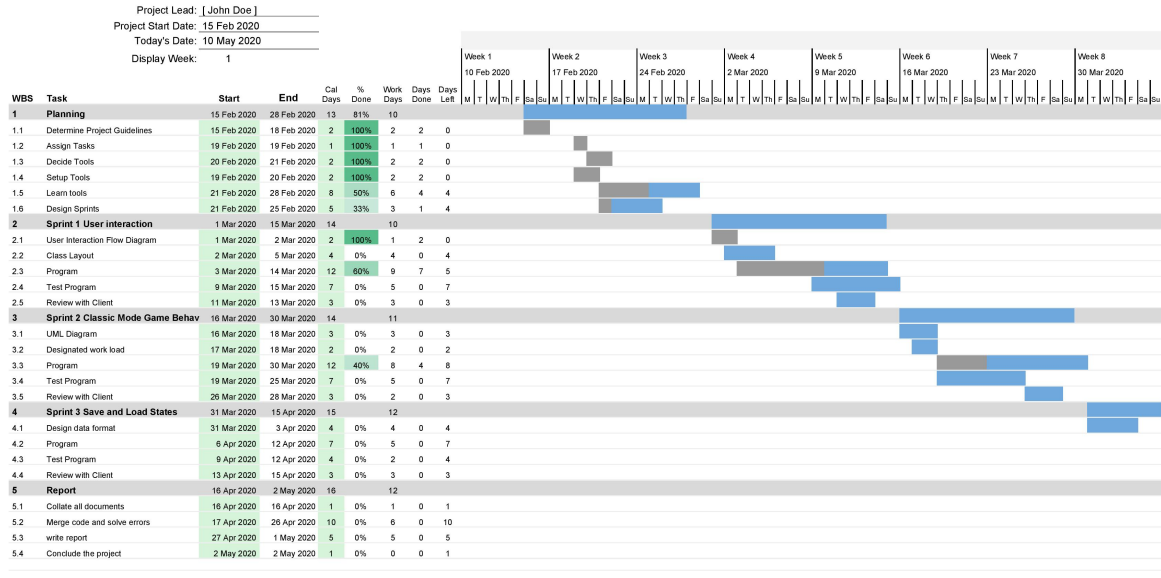 Project Lead: [ John Doe ]
Project Start Date: 15 Feb 2020
Today's Date: 10 May 2020
Display Week: 1
Week 1 Week 2 Week 3 Week 4 Week 5 Week 6 Week 7 Week 8
10 Feb 2020 17 Feb 2020 24 Feb 2020 2 Mar 2020 9 Mar 2020 16 Mar 2020 23 Mar 2020 30 Mar 2020
WBS Task Start End Cal Days % Done Work Days Days Done Days Left M T W Th F Sa Su M T W Th F Sa Su M T W Th F Sa Su M T W Th F Sa Su M T W Th F Sa Su M T W Th F Sa Su M T W Th F Sa Su M T W Th F Sa Su
1 Planning 15 Feb 2020 28 Feb 2020 13 81% 10
1.1 Determine Project Guidelines 15 Feb 2020 18 Feb 2020 2 100% 2 2 0
1.2 Assign Tasks 19 Feb 2020 19 Feb 2020 1 100% 1 1 0
1.3 Decide Tools 20 Feb 2020 21 Feb 2020 2 100% 2 2 0
1.4 Setup Tools 19 Feb 2020 20 Feb 2020 2 100% 2 2 0
1.5 Learn tools 21 Feb 2020 28 Feb 2020 8 50% 6 4 4
1.6 Design Sprints 21 Feb 2020 25 Feb 2020 5 33% 3 1 4
2 Sprint 1 User interaction 1 Mar 2020 15 Mar 2020 14 10
2.1 User Interaction Flow Diagram 1 Mar 2020 2 Mar 2020 2 100% 1 2 0
2.2 Class Layout 2 Mar 2020 5 Mar 2020 4 0% 4 0 4
2.3 Program 3 Mar 2020 14 Mar 2020 12 60% 9 7 5
2.4 Test Program 9 Mar 2020 15 Mar 2020 7 0% 5 0 7
2.5 Review with Client 11 Mar 2020 13 Mar 2020 3 0% 3 0 3
3 Sprint 2 Classic Mode Game Behav 16 Mar 2020 30 Mar 2020 14 11
3.1 UML Diagram 16 Mar 2020 18 Mar 2020 3 0% 3 0 3
3.2 Designated work load 17 Mar 2020 18 Mar 2020 2 0% 2 0 2
3.3 Program 19 Mar 2020 30 Mar 2020 12 40% 8 4 8
3.4 Test Program 19 Mar 2020 25 Mar 2020 7 0% 5 0 7
3.5 Review with Client 26 Mar 2020 28 Mar 2020 3 0% 2 0 3
4 Sprint 3 Save and Load States 31 Mar 2020 15 Apr 2020 15 12
4.1 Design data format 31 Mar 2020 3 Apr 2020 4 0% 4 0 4
4.2 Program 6 Apr 2020 12 Apr 2020 7 0% 5 0 7
4.3 Test Program 9 Apr 2020 12 Apr 2020 4 0% 2 0 4
4.4 Review with Client 13 Apr 2020 15 Apr 2020 3 0% 3 0 3
5 Report 16 Apr 2020 2 May 2020 16 12
5.1 Collate all documents 16 Apr 2020 16 Apr 2020 1 0% 1 0 1
5.2 Merge code and solve errors 17 Apr 2020 26 Apr 2020 10 0% 6 0 10
5.3 write report 27 Apr 2020 1 May 2020 5 0% 5 0 5
5.4 Conclude the project 2 May 2020 2 May 2020 1 0% 0 0 1